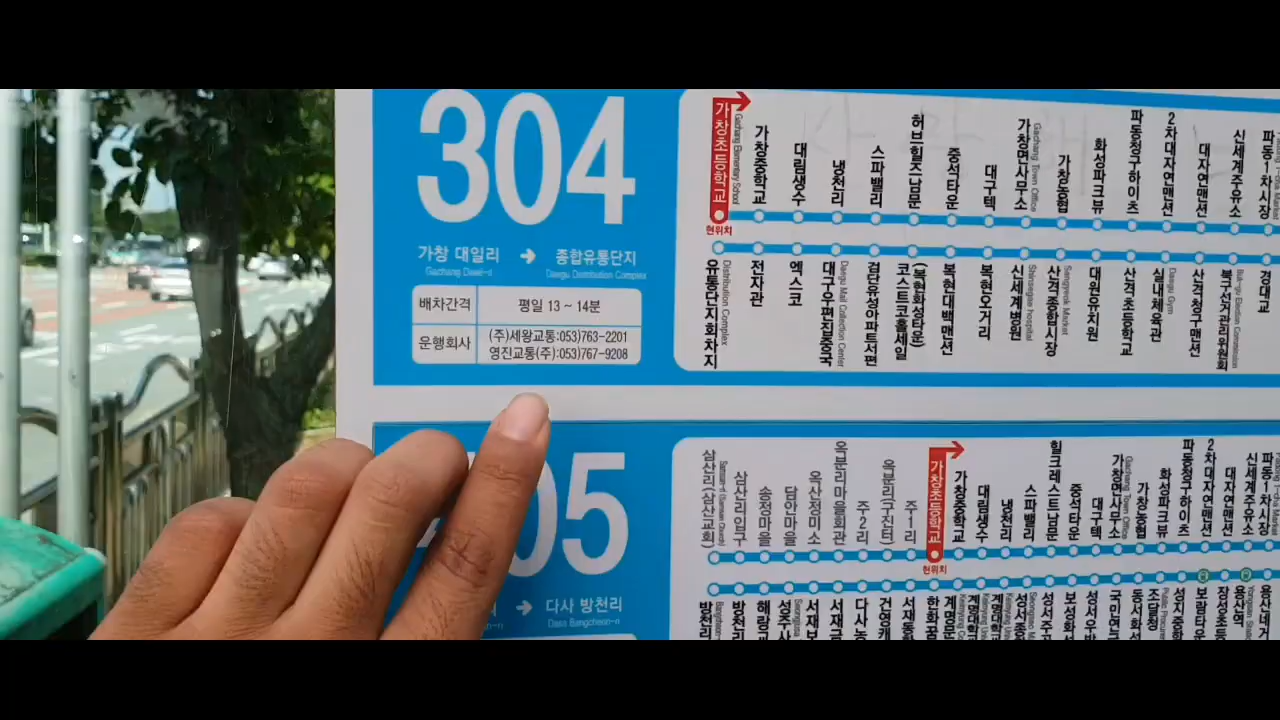 304
가창 대일리 → 종합유통단지
Gachang Daeil-ri Daegu Distribution Complex
배차간격 평일 13 ~ 14분
운행회사 (주)세왕교통:053)763-2201
영진교통(주):053)767-9208
가창초등학교
Gachang Elementary School
현위치
가창중학교
대림생수
냉천리
스파밸리
허브힐즈남문
중석타운
대구텍
가창면사무소
Gachang Town Office
가창농협
화성파크뷰
파동정구하이츠
2차대자연맨션
대자연맨션
신세계주유소
파동1차시장
유통단지회차지
Distribution Complex
전자관
엑스코
대구우편집중국
Daegu Mail Collection Center
검단유성아파트서편
코스트코홀세일
(복현화성타운)
복현대백맨션
복현오거리
신세계병원
Shinsegae Hospital
산격종합시장
Sangyeok Market
대원유치원
산격초등학교
실내체육관
Daegu Gym
산격청구맨션
북구선거관리위원회
경대교
05
→ 다사 방천리
Dasa Bangcheon-ri
삼산리(삼산교회)
삼산리입구
송정마을
담안마을
옥산정미소
옥분리마을회관
주2리
옥분리(구진터)
주1리
가창초등학교
현위치
가창중학교
대림생수
냉천리
스파밸리
힐크레스트남문
중석타운
대구텍
가창면사무소
Gachang Town Office
가창농협
화성파크뷰
파동정구하이츠
2차대자연맨션
대자연맨션
신세계주유소
파동1차시장
방천리
방천리
용산역